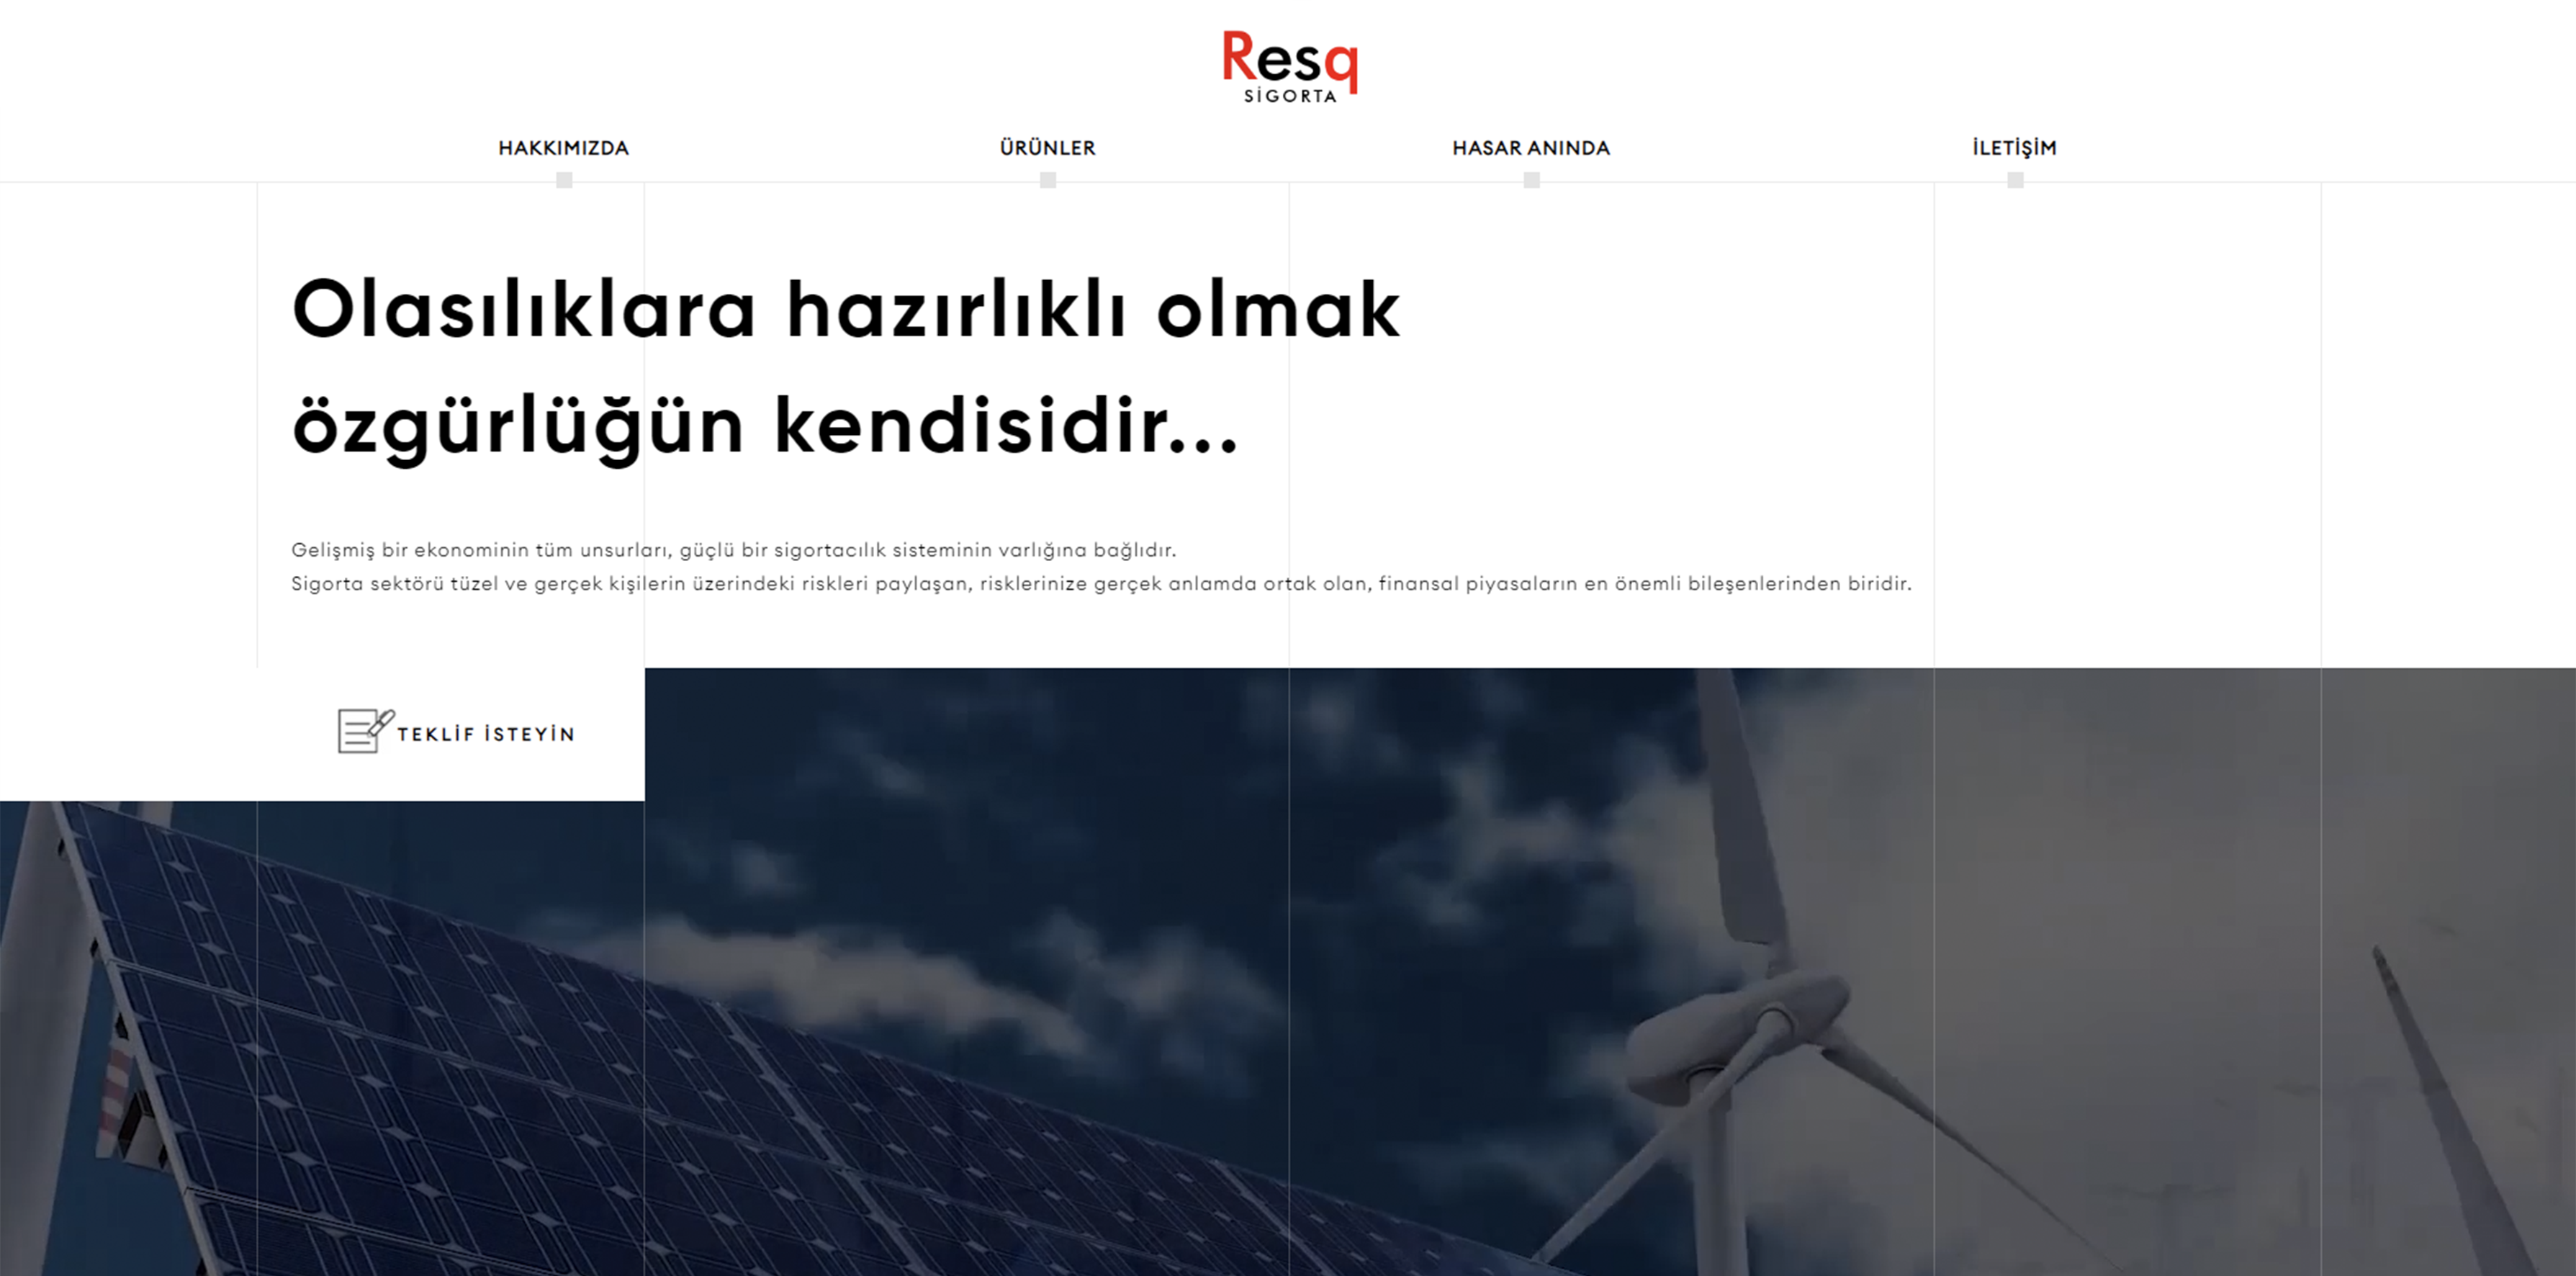 Resq
SİGORTA
HAKKIMIZDA
ÜRÜNLER
HASAR ANINDA
İLETİŞİM
Olasılıklara hazırlıklı olmak
özgürlüğün kendisidir...
Gelişmiş bir ekonominin tüm unsurları, güçlü bir sigortacılık sisteminin varlığına bağlıdır.
Sigorta sektörü tüzel ve gerçek kişilerin üzerindeki riskleri paylaşan, risklerinize gerçek anlamda ortak olan, finansal piyasaların en önemli bileşenlerinden biridir.
TEKLİF İSTEYİN